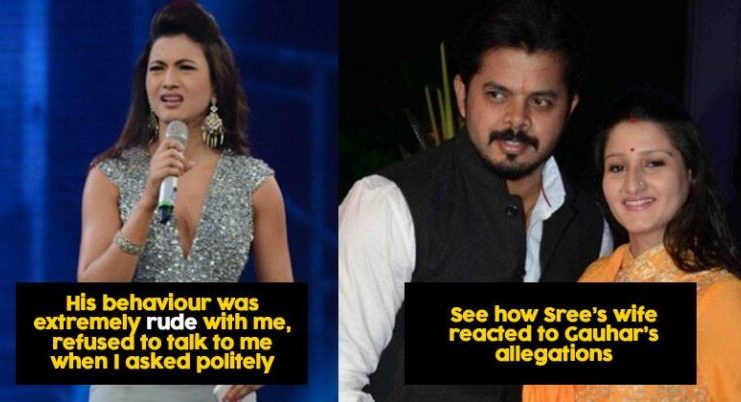 His behaviour was
extremely rude with me,
refused to talk to me
when I asked politely
See how Sree's wife
reacted to Gauhar's
allegations